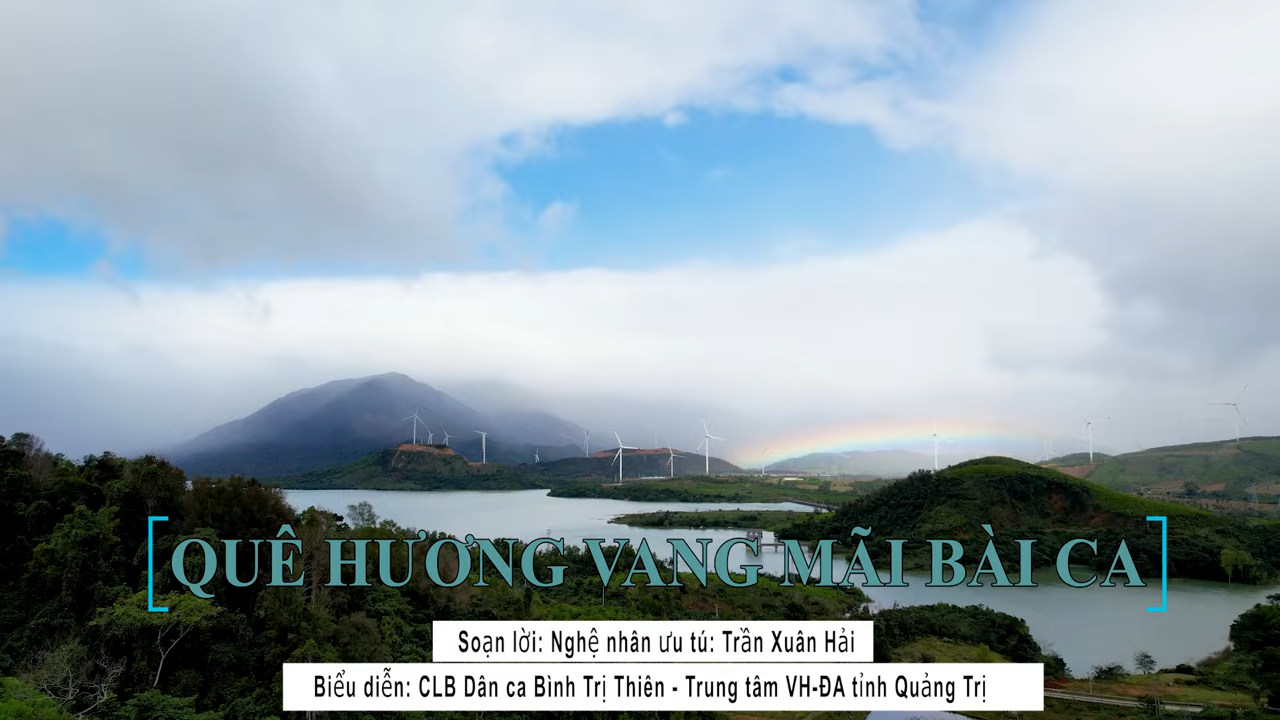 QUÊ HƯƠNG VANG MÃI BÀI CA
Soạn lời: Nghệ nhân ưu tú: Trần Xuân Hải
Biểu diễn: CLB Dân ca Bình Trị Thiên - Trung tâm VH-ĐA tỉnh Quảng Trị